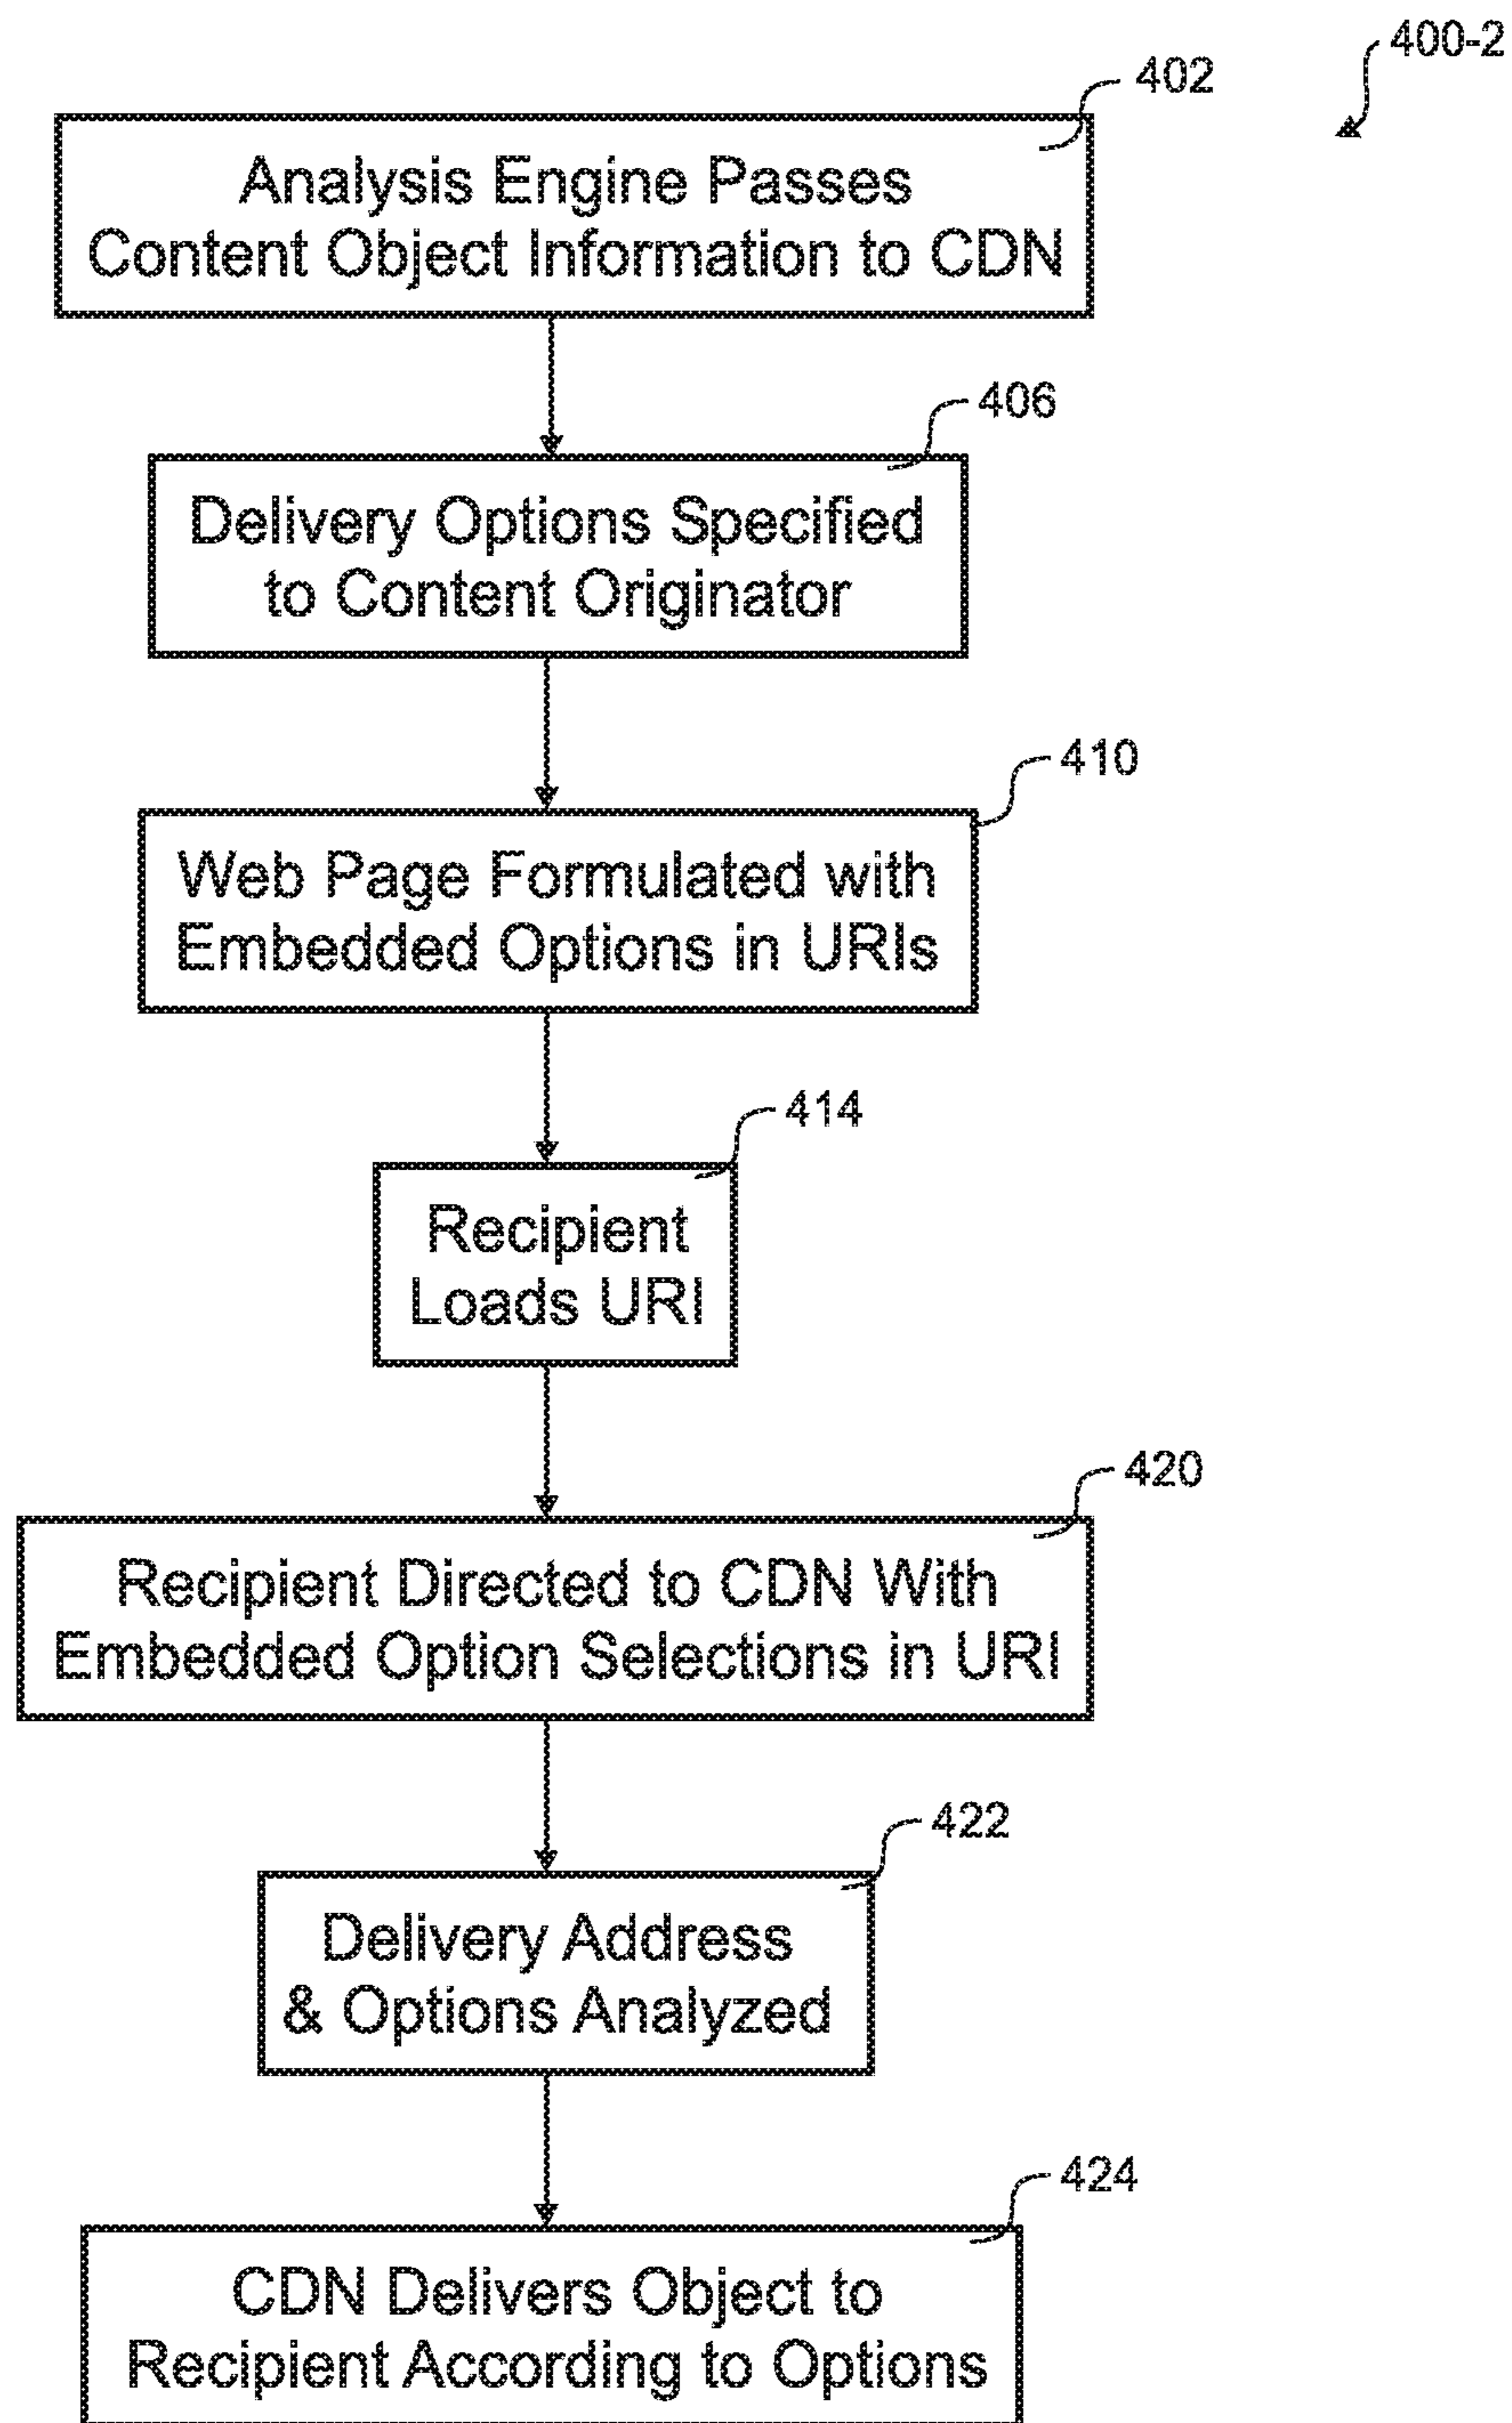 400-2
402
Analysis Engine Passes
Content Object Information to CDN
406
Delivery Options Specified
to Content Originator
410
Web Page Formulated with
Embedded Options in URIs
414
Recipient
Loads URI
420
Recipient Directed to CDN With
Embedded Option Selections in URI
422
Delivery Address
& Options Analyzed
424
CDN Delivers Object to
Recipient According to Options